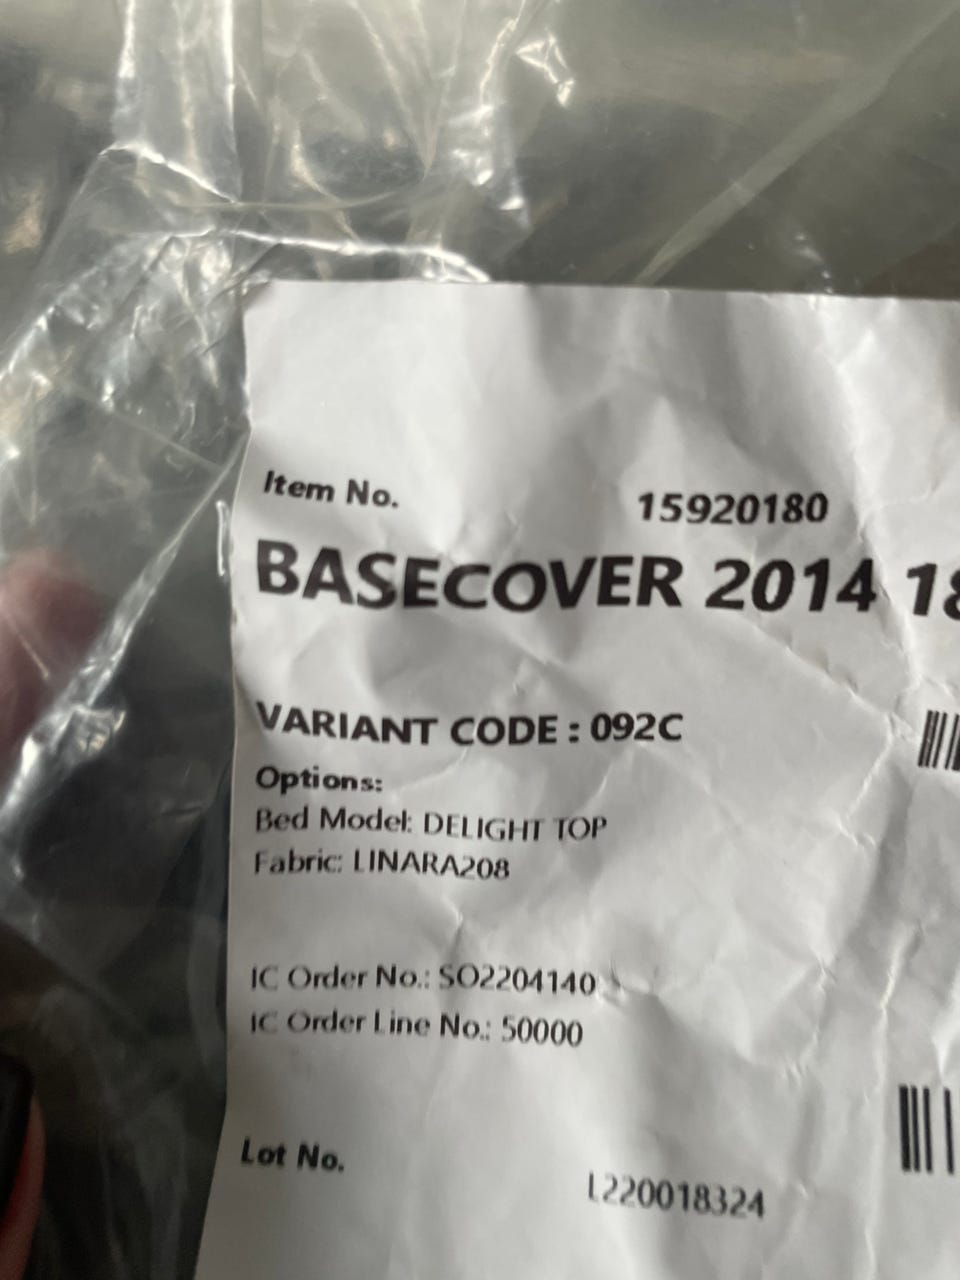 Item No. 15920180
BASECOVER 2014 18
VARIANT CODE : 092C
Options:
Bed Model: DELIGHT TOP
Fabric: LINARA208
IC Order No.: SO2204140
IC Order Line No.: 50000
Lot No.
L220018324